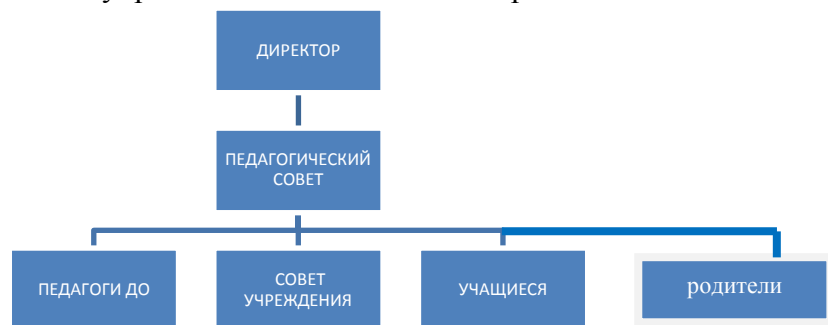 ДИРЕКТОР
ПЕДАГОГИЧЕСКИЙ
СОВЕТ
ПЕДАГОГИ ДО
СОВЕТ
УЧРЕЖДЕНИЯ
УЧАЩИЕСЯ
родители